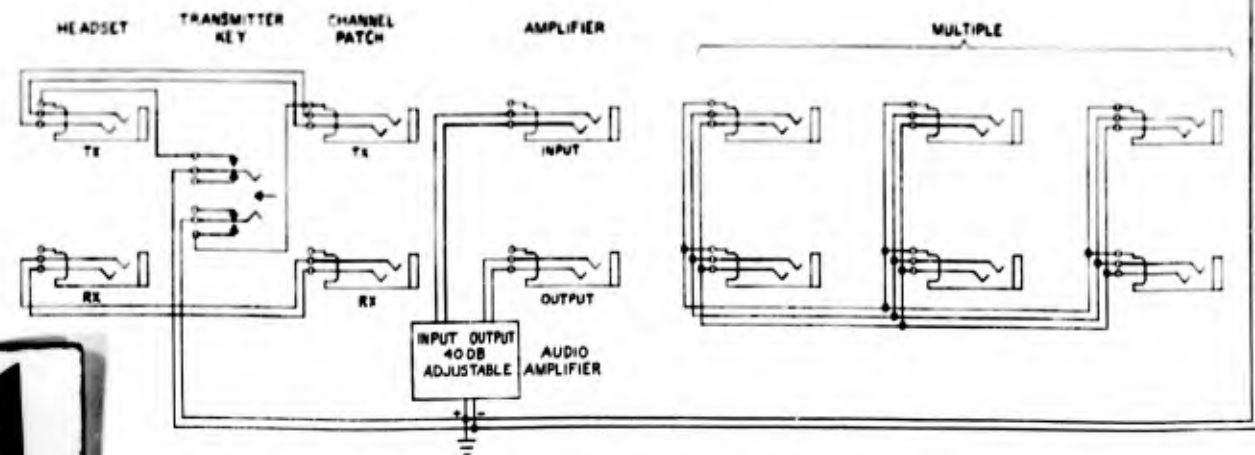 HEADSET
TRANSMITTER
KEY
CHANNEL
PATCH
AMPLIFIER
MULTIPLE
TX
TX
INPUT
RX
RX
OUTPUT
INPUT OUTPUT
40 DB
ADJUSTABLE
AUDIO
AMPLIFIER
+ -